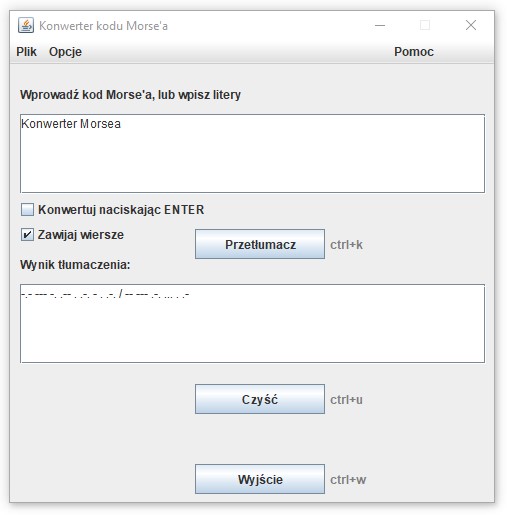 Konwerter kodu Morse'a
Plik Opcje Pomoc
Wprowadź kod Morse'a, lub wpisz litery
Konwerter Morsea
Konwertuj naciskając ENTER
Zawijaj wiersze
Przetłumacz ctrl+k
Wynik tłumaczenia:
-.- --- -. .-- . .-. - . .-. / -- --- .-. ... . .-
Czyść ctrl+u
Wyjście ctrl+w